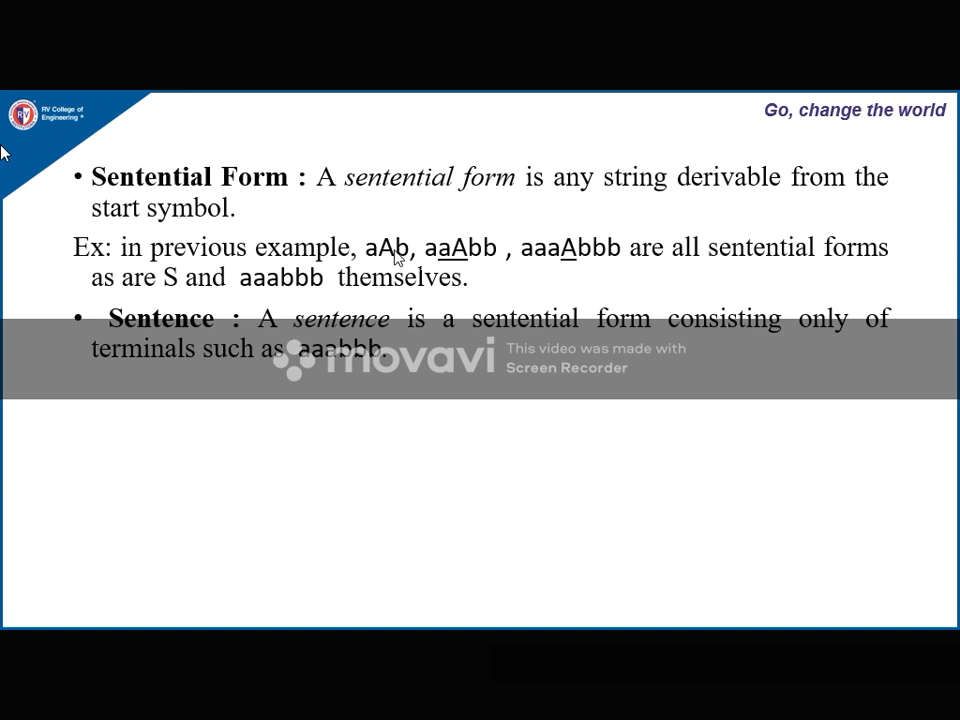 RV College of
Engineering ®
Go, change the world
• Sentential Form : A sentential form is any string derivable from the
start symbol.
Ex: in previous example, aAb, aaAbb , aaaAbbb are all sentential forms
as are S and aaabbb themselves.
• Sentence : A sentence is a sentential form consisting only of
terminals such as aaabbb.
movavi
This video was made with
Screen Recorder